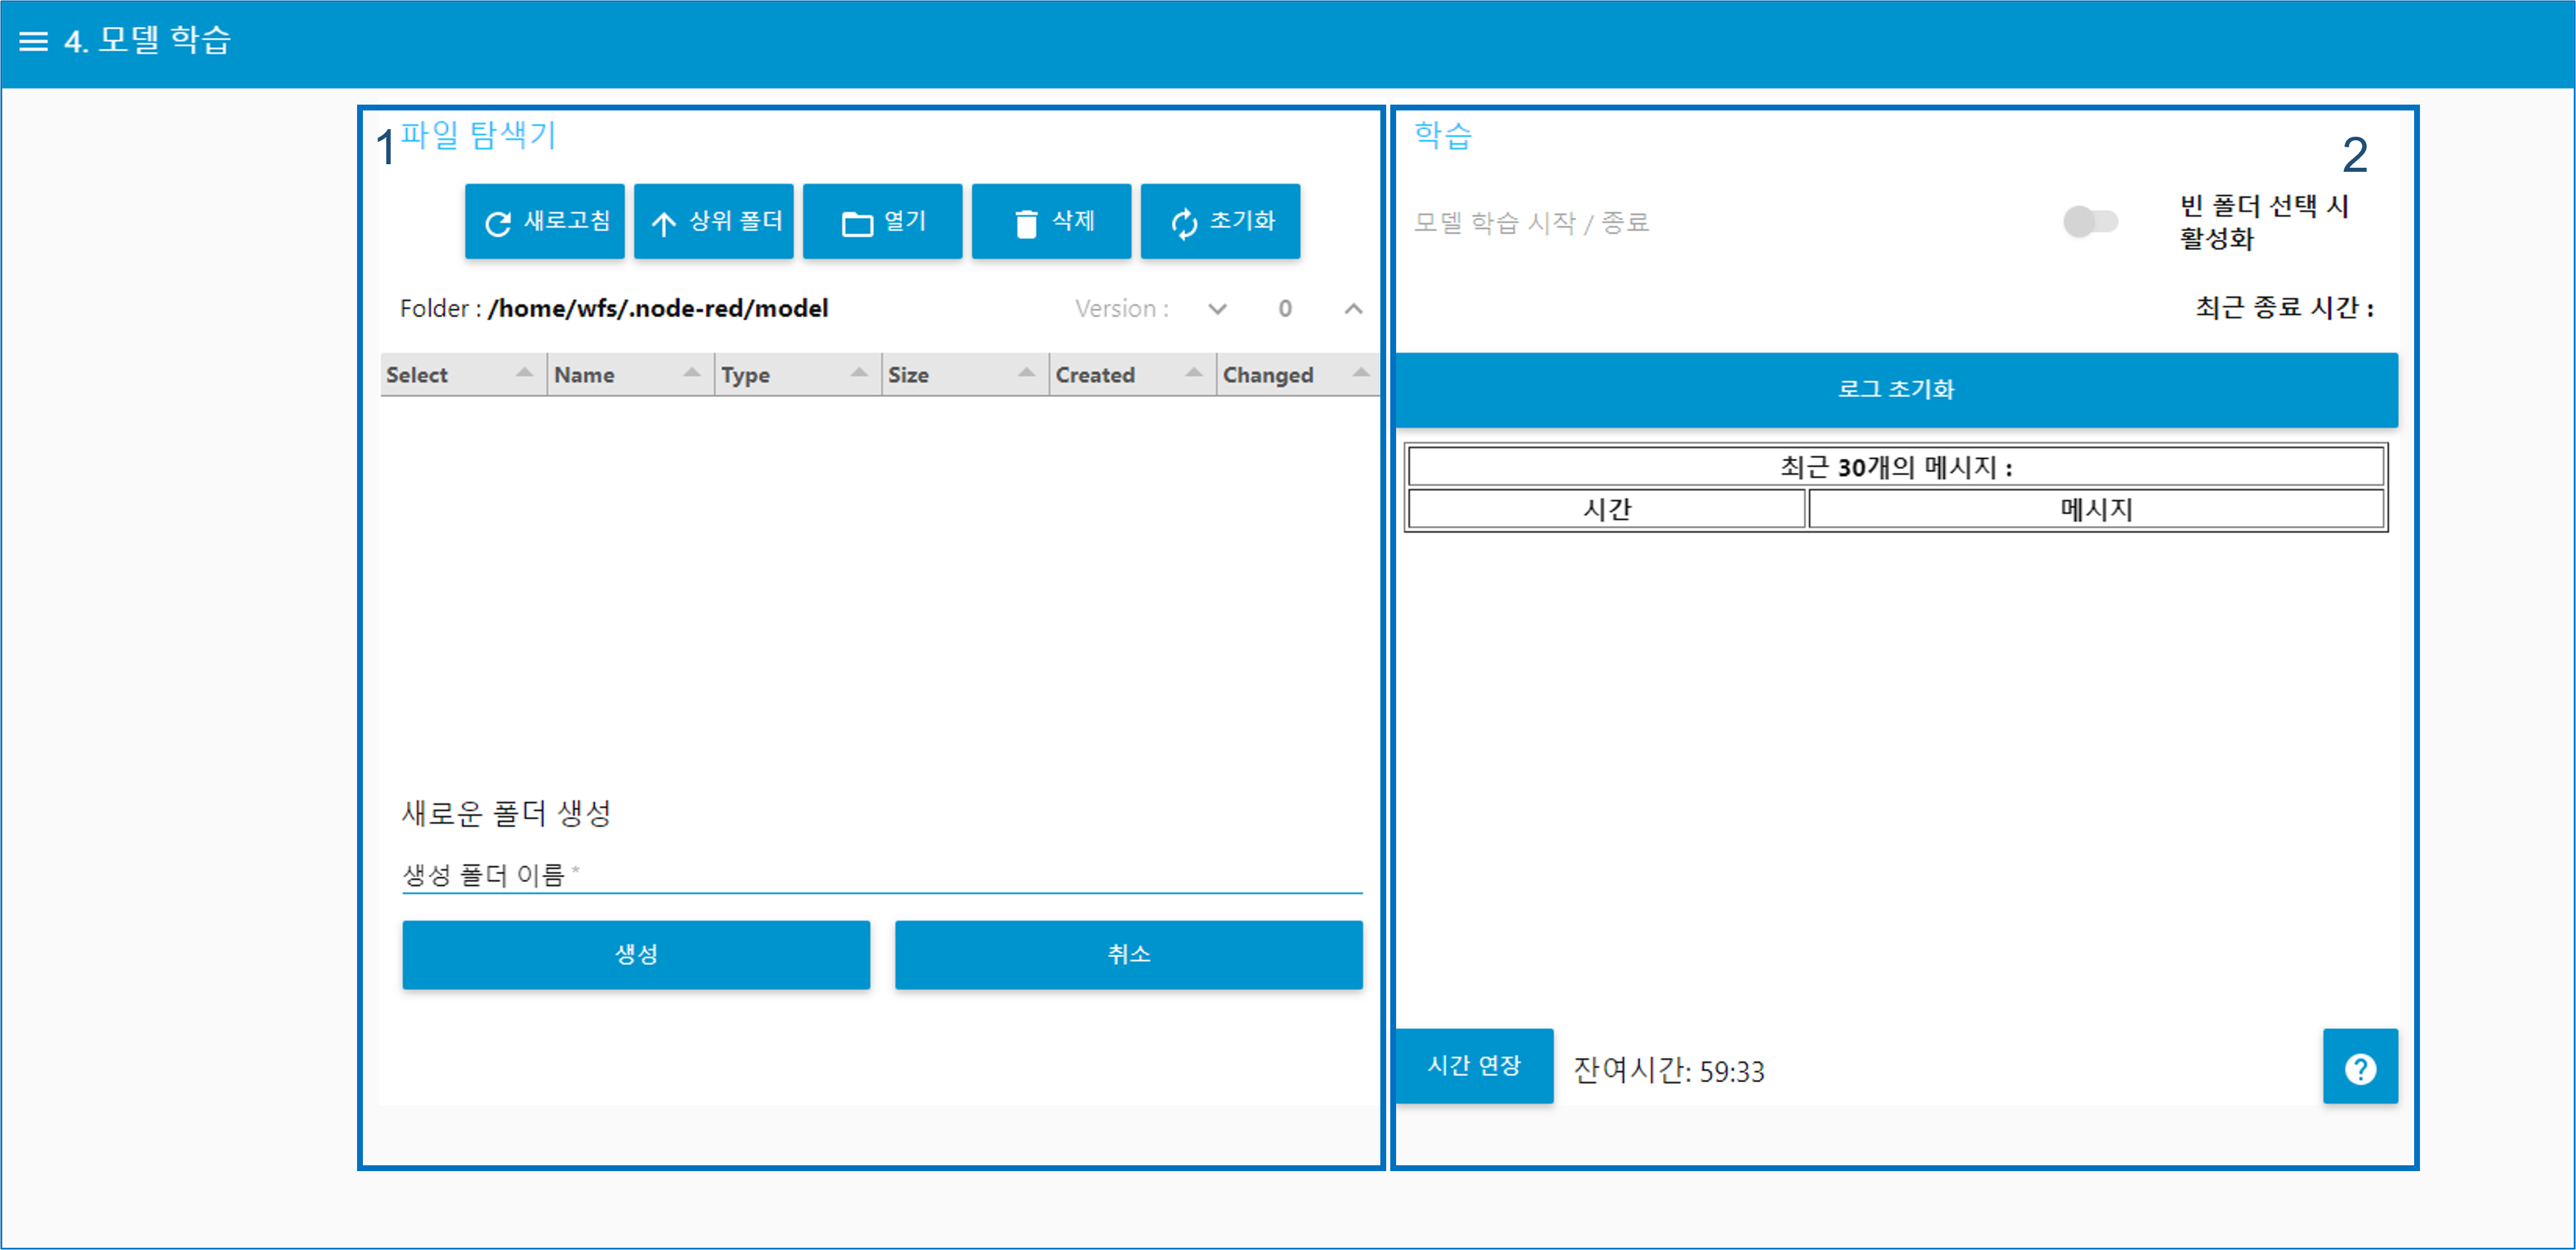 4. 모델 학습
1
파일 탐색기
새로고침
상위 폴더
열기
삭제
초기화
Folder : /home/wfs/.node-red/model
Version :
0
Select
Name
Type
Size
Created
Changed
새로운 폴더 생성
생성 폴더 이름 *
생성
취소
학습
2
모델 학습 시작 / 종료
빈 폴더 선택 시
활성화
최근 종료 시간 :
로그 초기화
최근 30개의 메시지 :
시간
메시지
시간 연장
잔여시간: 59:33
?